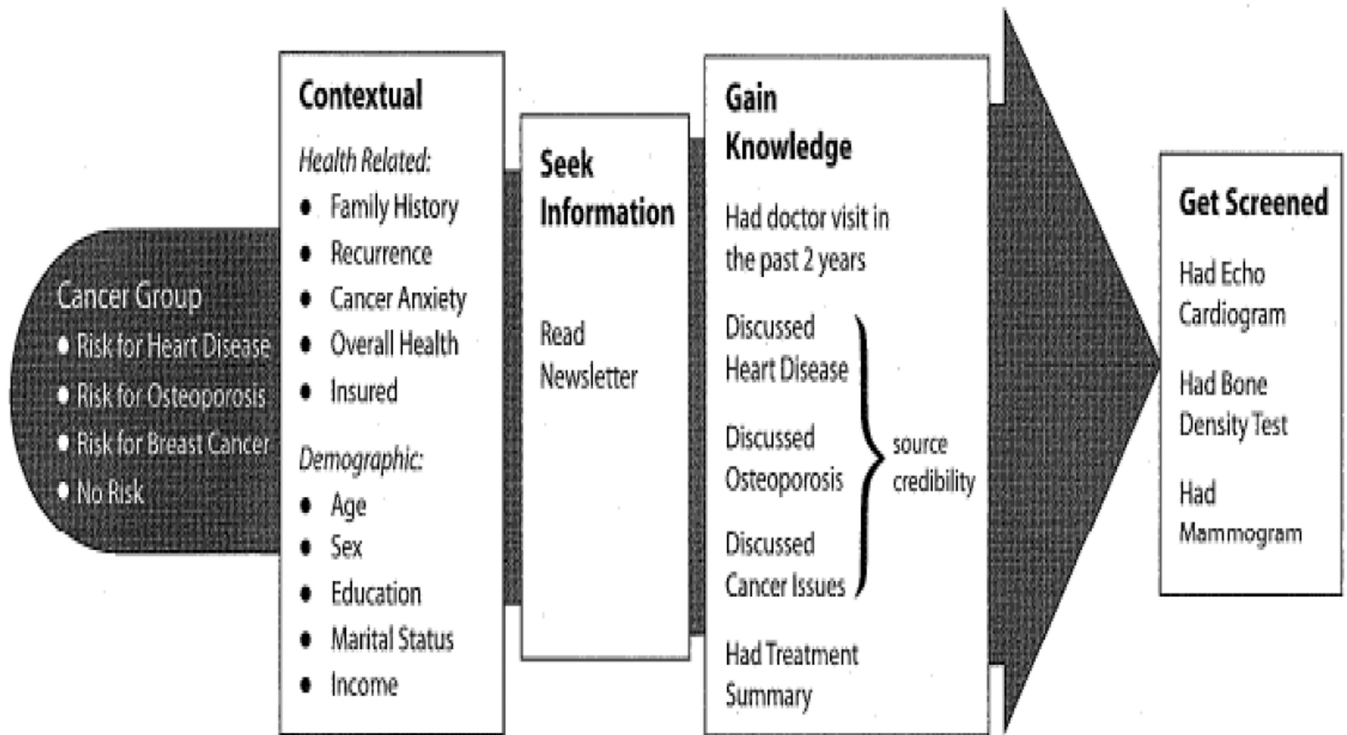 Cancer Group
● Risk for Heart Disease
● Risk for Osteoporosis
● Risk for Breast Cancer
● No Risk
Contextual
Health Related:
● Family History
● Recurrence
● Cancer Anxiety
● Overall Health
● Insured
Demographic:
● Age
● Sex
● Education
● Marital Status
● Income
Seek
Information
Read
Newsletter
Gain
Knowledge
Had doctor visit in
the past 2 years
Discussed
Heart Disease
Discussed
Osteoporosis
Discussed
Cancer Issues
source
credibility
Had Treatment
Summary
Get Screened
Had Echo
Cardiogram
Had Bone
Density Test
Had
Mammogram